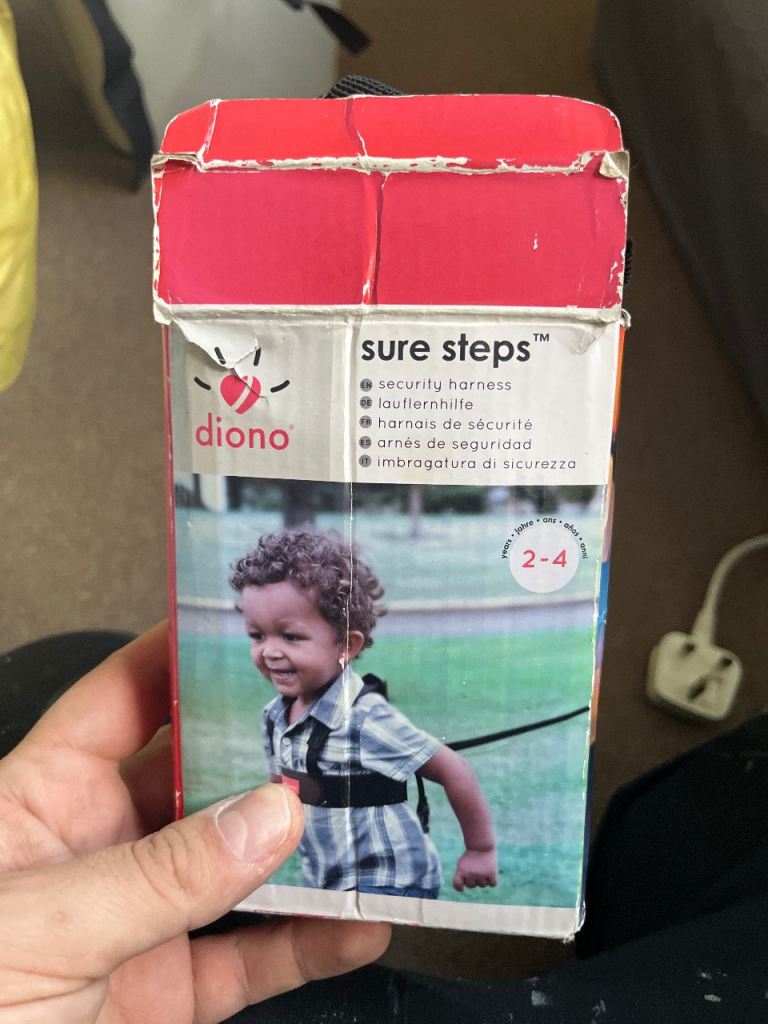 sure steps™
EN security harness
DE lauflernhilfe
FR harnais de sécurité
ES arnés de seguridad
IT imbragatura di sicurezza
diono®
years • jahre • ans • años • anni
2-4